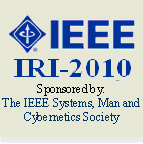 IEEE
IRI-2010
Sponsored by:
The IEEE Systems, Man and
Cybernetics Society